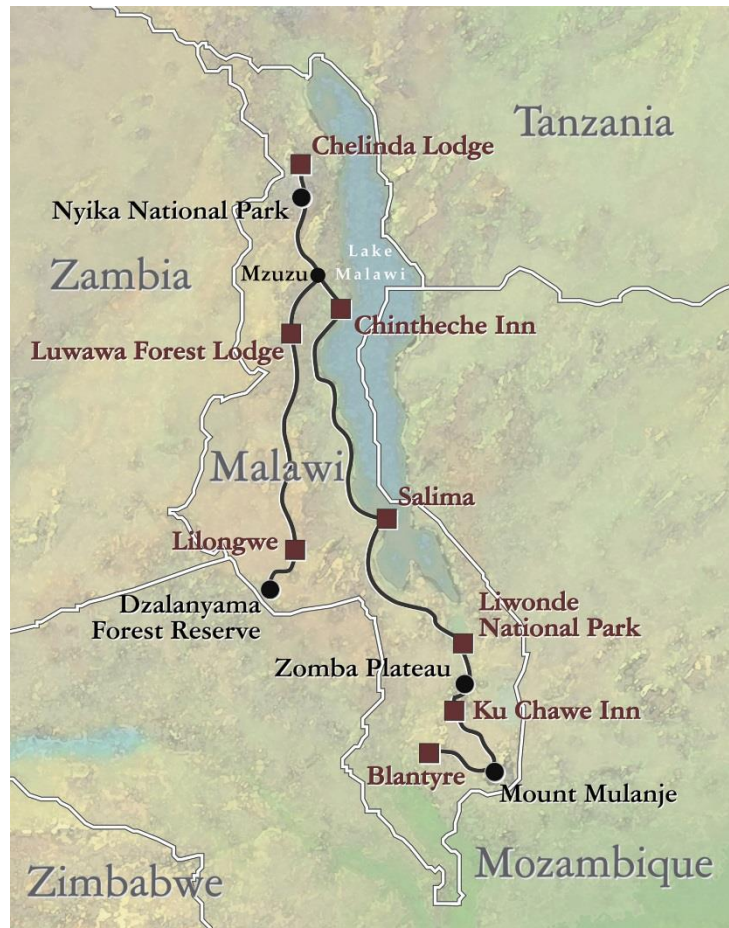 Tanzania
Chelinda Lodge
Nyika National Park
Zambia
Lake
Malawi
Mzuzu
Chintheche Inn
Luwawa Forest Lodge
Malawi
Salima
Lilongwe
Dzalanyama
Forest Reserve
Liwonde
National Park
Zomba Plateau
Ku Chawe Inn
Blantyre
Mount Mulanje
Mozambique
Zimbabwe